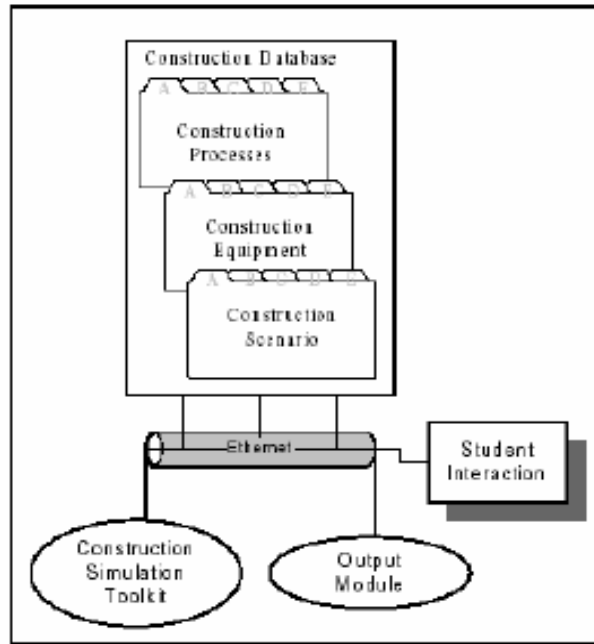 Construction Database
A B C D E
Construction
Processes
A B C D E
Construction
Equipment
A B C D E
Construction
Scenario
Ethernet
Student
Interaction
Construction
Simulation
Toolkit
Output
Module